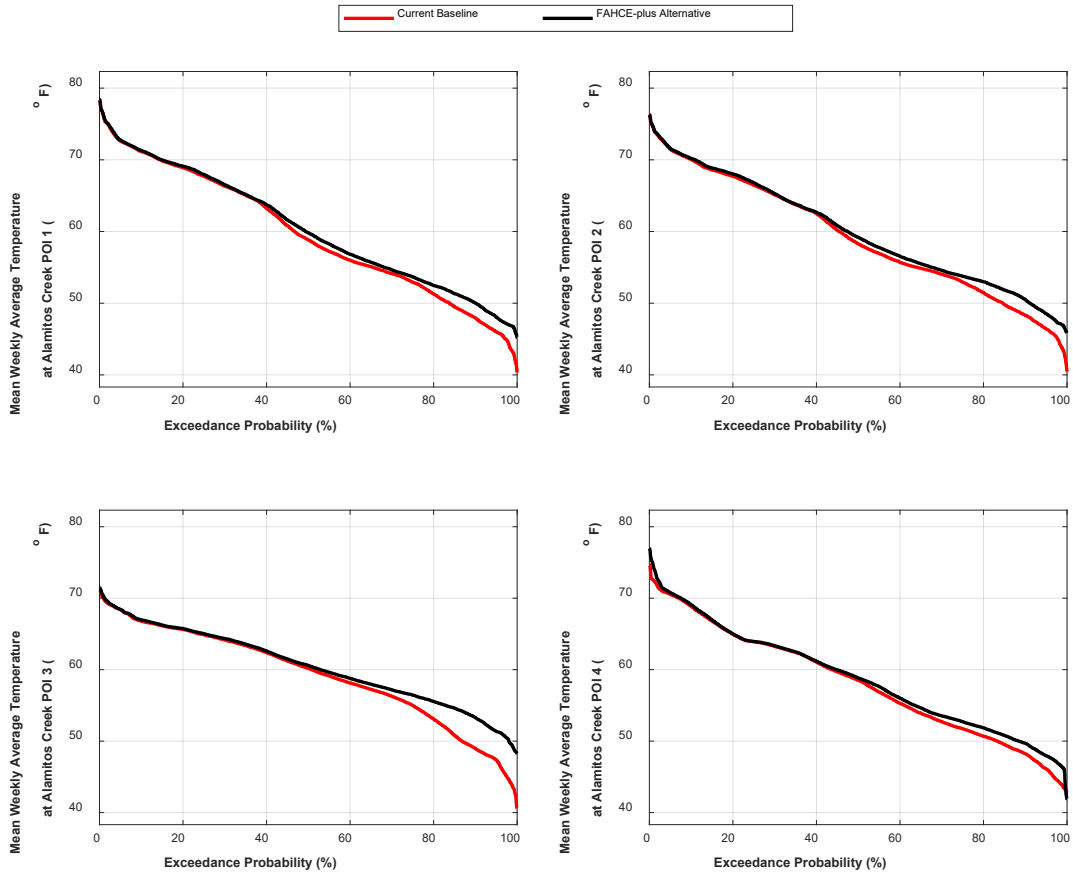 Current Baseline
FAHCE-plus Alternative
Mean Weekly Average Temperature
at Alamitos Creek POI 1 (
o F)
80
70
60
50
40
0 20 40 60 80 100
Exceedance Probability (%)
Mean Weekly Average Temperature
at Alamitos Creek POI 2 (
o F)
80
70
60
50
40
0 20 40 60 80 100
Exceedance Probability (%)
Mean Weekly Average Temperature
at Alamitos Creek POI 3 (
o F)
80
70
60
50
40
0 20 40 60 80 100
Exceedance Probability (%)
Mean Weekly Average Temperature
at Alamitos Creek POI 4 (
o F)
80
70
60
50
40
0 20 40 60 80 100
Exceedance Probability (%)